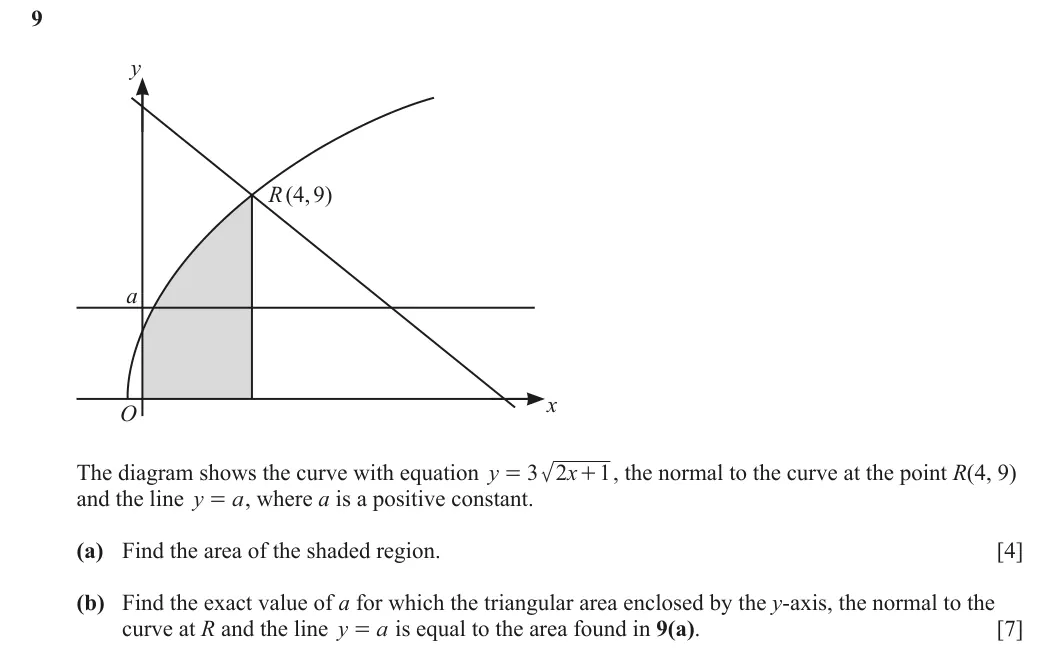 9
y
R(4, 9)
a
O
x
The diagram shows the curve with equation y = 3√(2x+1), the normal to the curve at the point R(4, 9)
and the line y = a, where a is a positive constant.
(a) Find the area of the shaded region. [4]
(b) Find the exact value of a for which the triangular area enclosed by the y-axis, the normal to the
curve at R and the line y = a is equal to the area found in 9(a). [7]